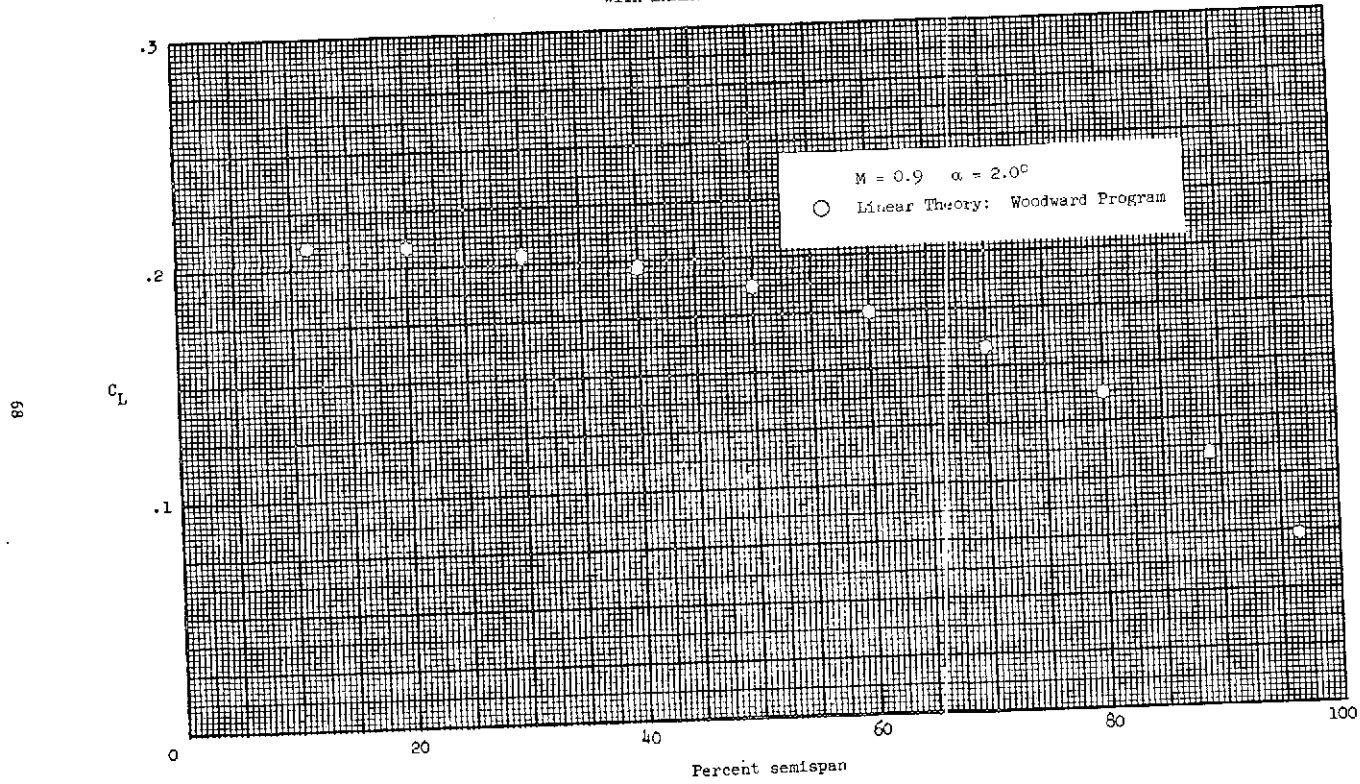 .3
M = 0.9 α = 2.0°
○ Linear Theory: Woodward Program
.2
C_L
.1
0 20 40 60 80 100
Percent semispan
68